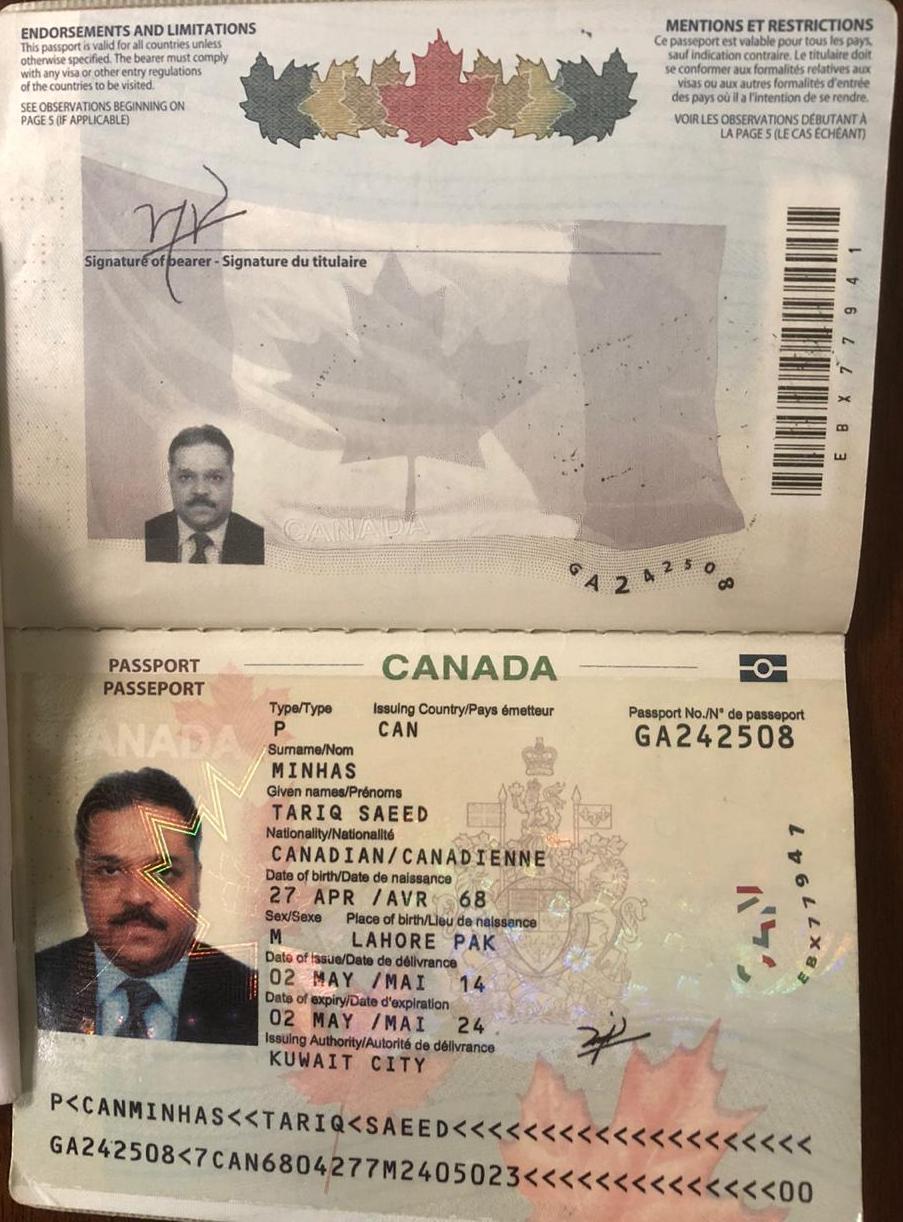 ENDORSEMENTS AND LIMITATIONS
This passport is valid for all countries unless
otherwise specified. The bearer must comply
with any visa or other entry regulations
of the countries to be visited.
SEE OBSERVATIONS BEGINNING ON
PAGE 5 (IF APPLICABLE)
MENTIONS ET RESTRICTIONS
Ce passeport est valable pour tous les pays,
sauf indication contraire. Le titulaire doit
se conformer aux formalités relatives aux
visas ou aux autres formalités d'entrée
des pays où il a l'intention de se rendre.
VOIR LES OBSERVATIONS DÉBUTANT À
LA PAGE 5 (LE CAS ÉCHÉANT)
Signature of bearer - Signature du titulaire
EBX77941
CANADA
GA242508
PASSPORT
PASSEPORT
CANADA
CANADA
Type/Type Issuing Country/Pays émetteur Passport No./N° de passeport
P CAN GA242508
Surname/Nom
MINHAS
Given names/Prénoms
TARIQ SAEED
Nationality/Nationalité
CANADIAN/CANADIENNE
Date of birth/Date de naissance
27 APR /AVR 68
Sex/Sexe Place of birth/Lieu de naissance
M LAHORE PAK
Date of issue/Date de délivrance
02 MAY /MAI 14
Date of expiry/Date d'expiration
02 MAY /MAI 24
Issuing Authority/Autorité de délivrance
KUWAIT CITY
EBX77947
P<CANMINHAS<<TARIQ<SAEED<<<<<<<<<<<<<<<<<<<<
GA242508<7CAN6804277M2405023<<<<<<<<<<<<<<00